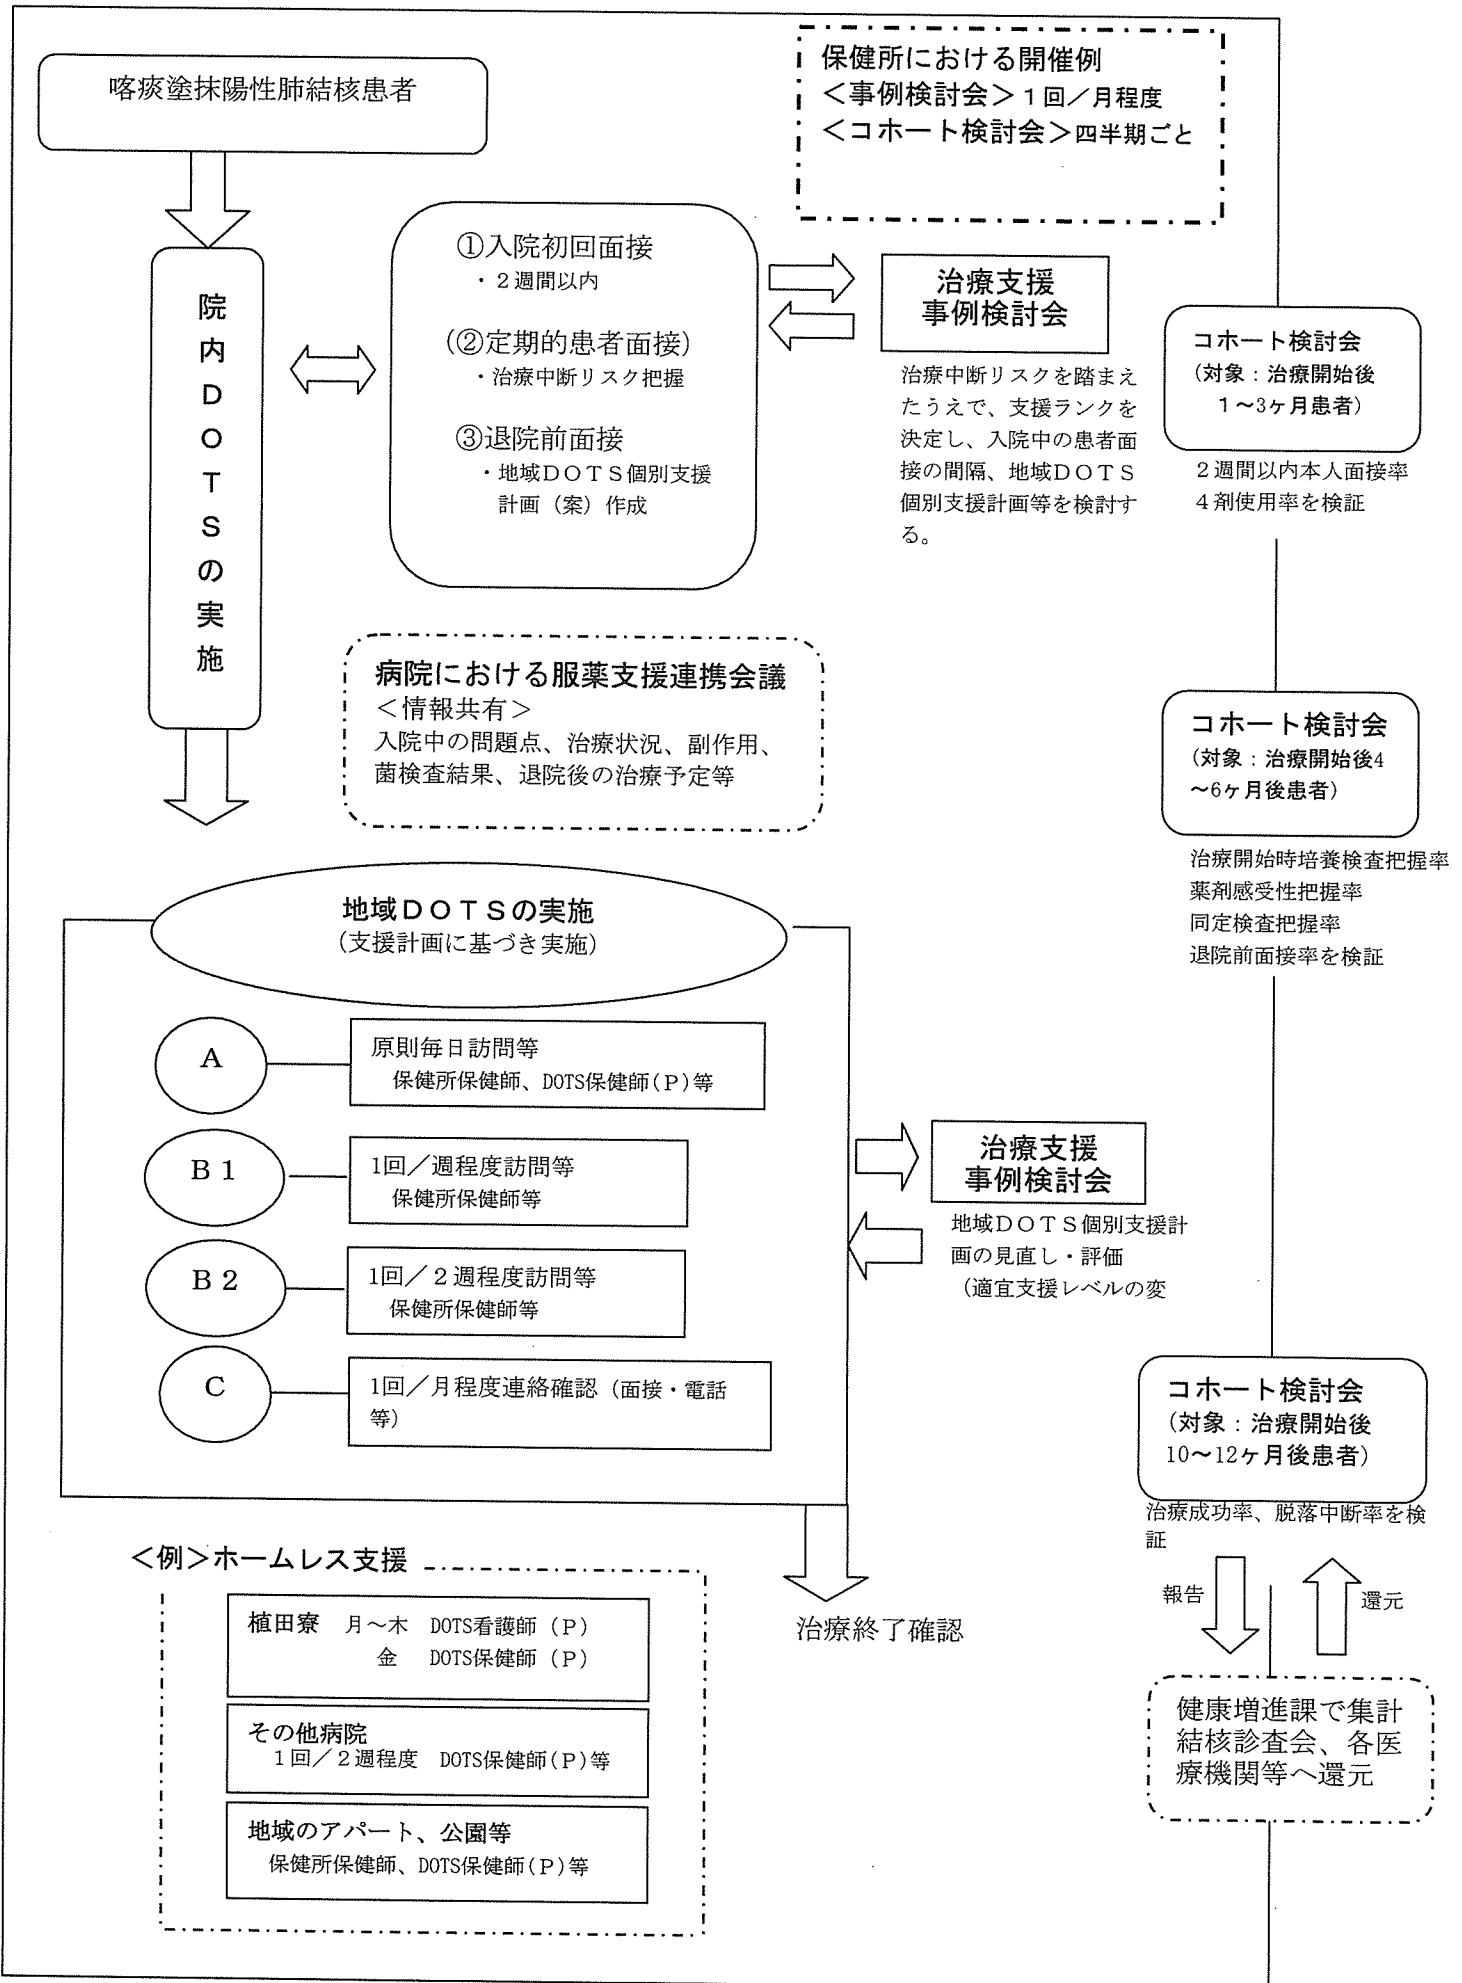 喀痰塗抹陽性肺結核患者
保健所における開催例
＜事例検討会＞１回／月程度
＜コホート検討会＞四半期ごと
院内ＤＯＴＳの実施
①入院初回面接
・２週間以内
(②定期的患者面接)
・治療中断リスク把握
③退院前面接
・地域ＤＯＴＳ個別支援
計画（案）作成
治療支援
事例検討会
治療中断リスクを踏まえ
たうえで、支援ランクを
決定し、入院中の患者面
接の間隔、地域ＤＯＴＳ
個別支援計画等を検討す
る。
コホート検討会
(対象：治療開始後
１～3ヶ月患者)
２週間以内本人面接率
４剤使用率を検証
病院における服薬支援連携会議
＜情報共有＞
入院中の問題点、治療状況、副作用、
菌検査結果、退院後の治療予定等
コホート検討会
(対象：治療開始後4
～6ヶ月後患者)
治療開始時培養検査把握率
薬剤感受性把握率
同定検査把握率
退院前面接率を検証
地域ＤＯＴＳの実施
(支援計画に基づき実施)
A
原則毎日訪問等
保健所保健師、DOTS保健師(Ｐ)等
B 1
1回／週程度訪問等
保健所保健師等
B 2
1回／２週程度訪問等
保健所保健師等
C
1回／月程度連絡確認（面接・電話
等）
治療支援
事例検討会
地域ＤＯＴＳ個別支援計
画の見直し・評価
（適宜支援レベルの変
コホート検討会
(対象：治療開始後
10～12ヶ月後患者)
治療成功率、脱落中断率を検
証
報告
還元
健康増進課で集計
結核診査会、各医
療機関等へ還元
治療終了確認
＜例＞ホームレス支援
植田寮　月～木　DOTS看護師（Ｐ）
金　DOTS保健師（Ｐ）
その他病院
１回／２週程度　DOTS保健師(Ｐ)等
地域のアパート、公園等
保健所保健師、DOTS保健師(Ｐ)等